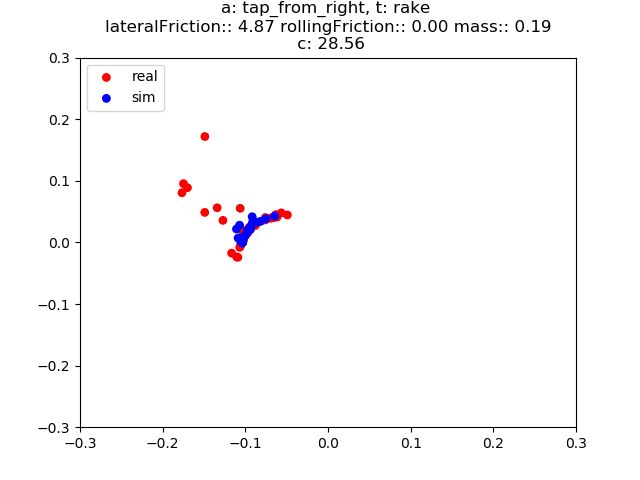 a: tap_from_right, t: rake
lateralFriction:: 4.87 rollingFriction:: 0.00 mass:: 0.19
c: 28.56
real
sim
0.3
0.2
0.1
0.0
−0.1
−0.2
−0.3
−0.3 −0.2 −0.1 0.0 0.1 0.2 0.3